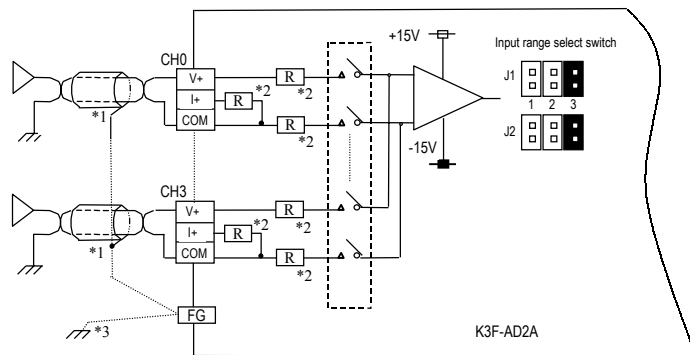 CH0
V+
I+
COM
R
R
R
*1
*2
*2
*2
+15V
-15V
Input range select switch
J1
1 2 3
J2
CH3
V+
I+
COM
R
R
R
*1
*2
*2
*2
FG
*3
K3F-AD2A